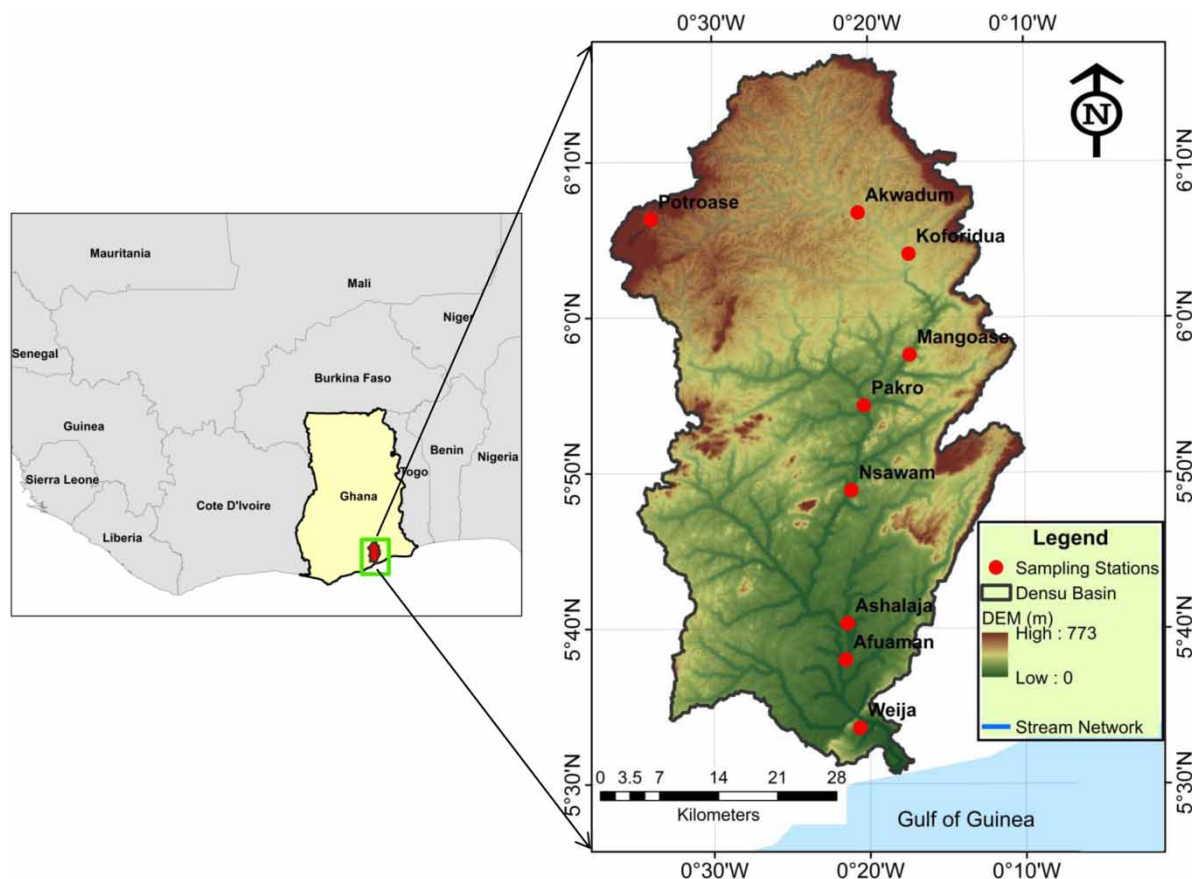 Mauritania
Mali
Niger
Senegal
Burkina Faso
Guinea
Benin
Nigeria
Togo
Sierra Leone
Ghana
Cote D'Ivoire
Liberia
0°30'W
0°20'W
0°10'W
N
6°10'N
6°10'N
Potroase
Akwadum
Koforidua
6°0'N
6°0'N
Mangoase
Pakro
5°50'N
5°50'N
Nsawam
Legend
Sampling Stations
Densu Basin
DEM (m)
High : 773
Low : 0
Stream Network
Ashalaja
5°40'N
5°40'N
Afuaman
Weija
0 3.5 7 14 21 28
Kilometers
5°30'N
5°30'N
Gulf of Guinea
0°30'W
0°20'W
0°10'W